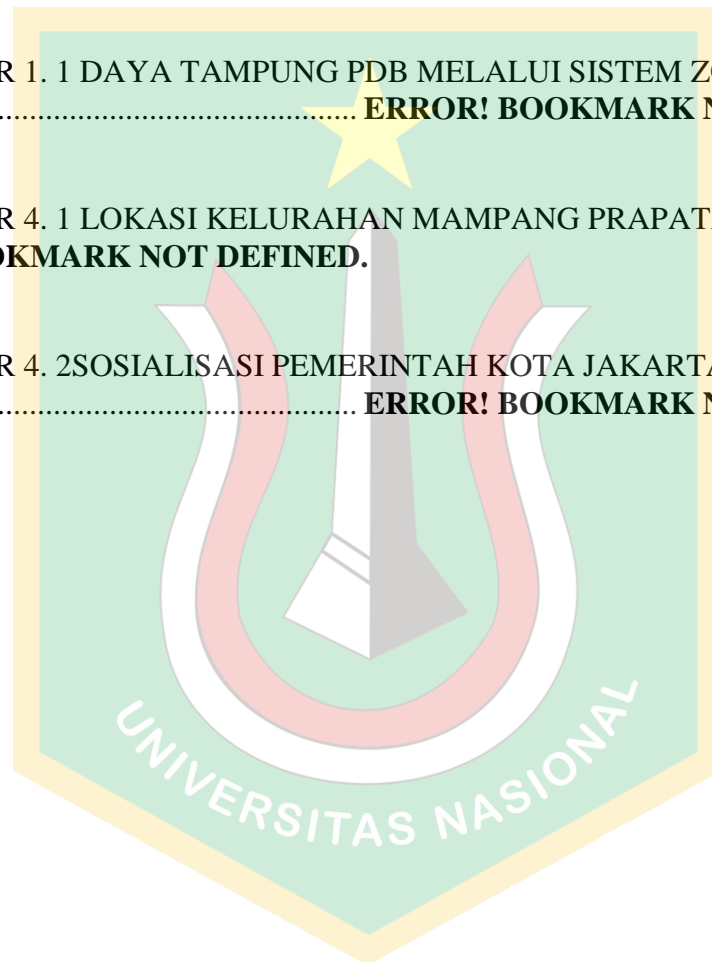 R 1. 1 DAYA TAMPUNG PDB MELALUI SISTEM Z
........................................ ERROR! BOOKMARK N
R 4. 1 LOKASI KELURAHAN MAMPANG PRAPAT
OKMARK NOT DEFINED.
R 4. 2SOSIALISASI PEMERINTAH KOTA JAKARTA
........................................ ERROR! BOOKMARK N
UNIVERSITAS NASIONAL